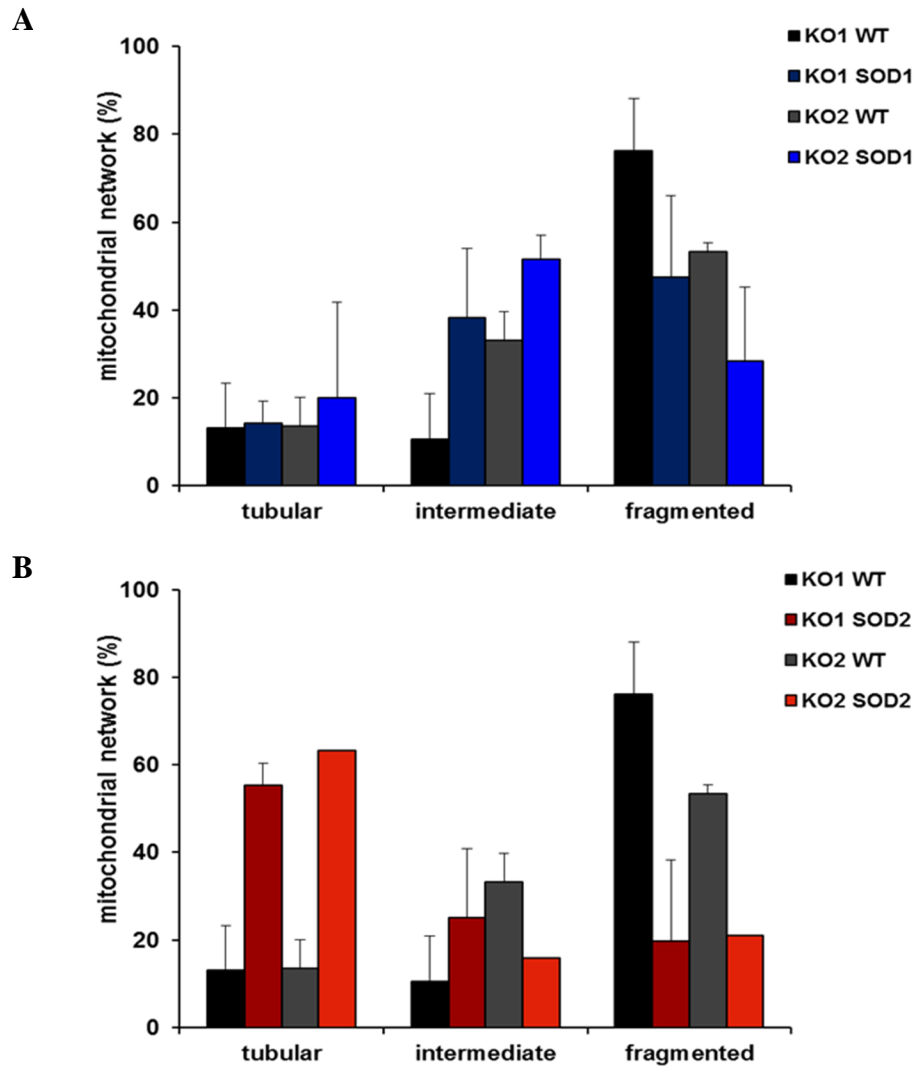 A
mitochondrial network (%)
100
80
60
40
20
0
tubular intermediate fragmented
KO1 WT
KO1 SOD1
KO2 WT
KO2 SOD1
B
mitochondrial network (%)
100
80
60
40
20
0
tubular intermediate fragmented
KO1 WT
KO1 SOD2
KO2 WT
KO2 SOD2